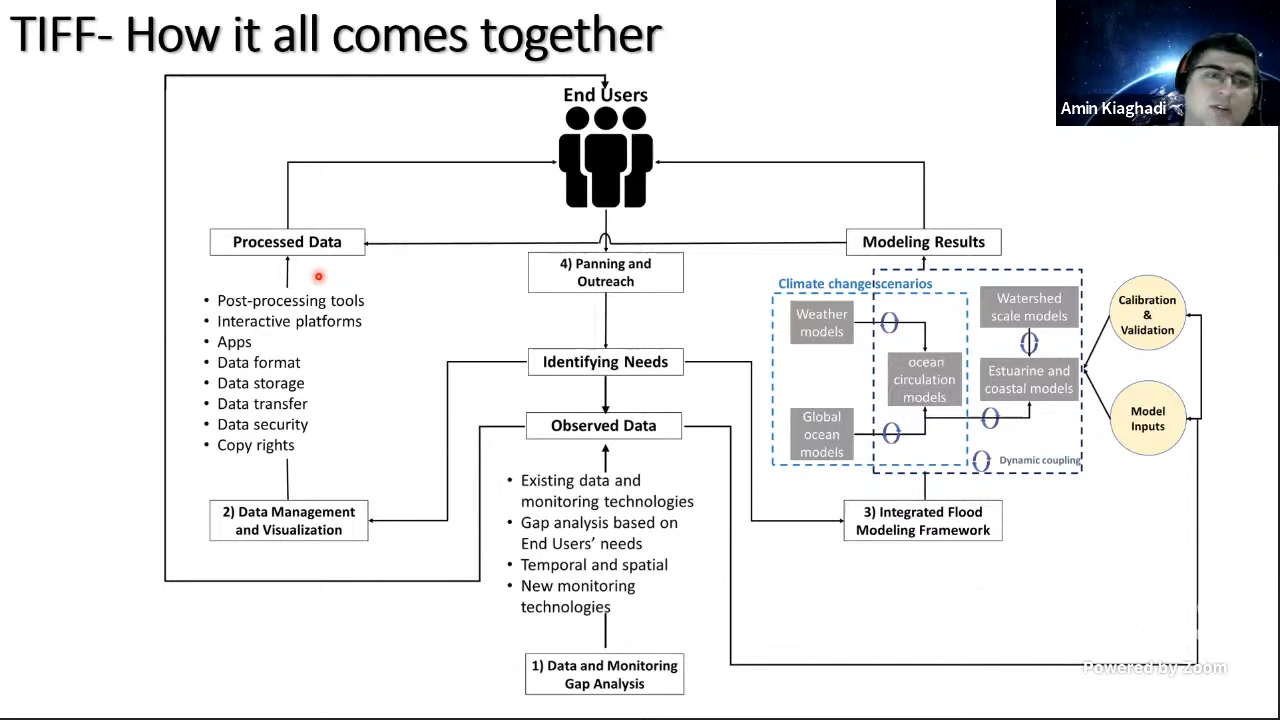 TIFF- How it all comes together
Amin Kiaghadi
End Users
Processed Data
Modeling Results
4) Panning and
Outreach
• Post-processing tools
• Interactive platforms
• Apps
• Data format
• Data storage
• Data transfer
• Data security
• Copy rights
Climate change scenarios
Weather
models
Watershed
scale models
ocean
circulation
models
Estuarine and
coastal models
Global
ocean
models
Dynamic coupling
Calibration
&
Validation
Model
Inputs
Identifying Needs
Observed Data
• Existing data and
monitoring technologies
• Gap analysis based on
End Users’ needs
• Temporal and spatial
• New monitoring
technologies
2) Data Management
and Visualization
3) Integrated Flood
Modeling Framework
1) Data and Monitoring
Gap Analysis
Powered by Zoom